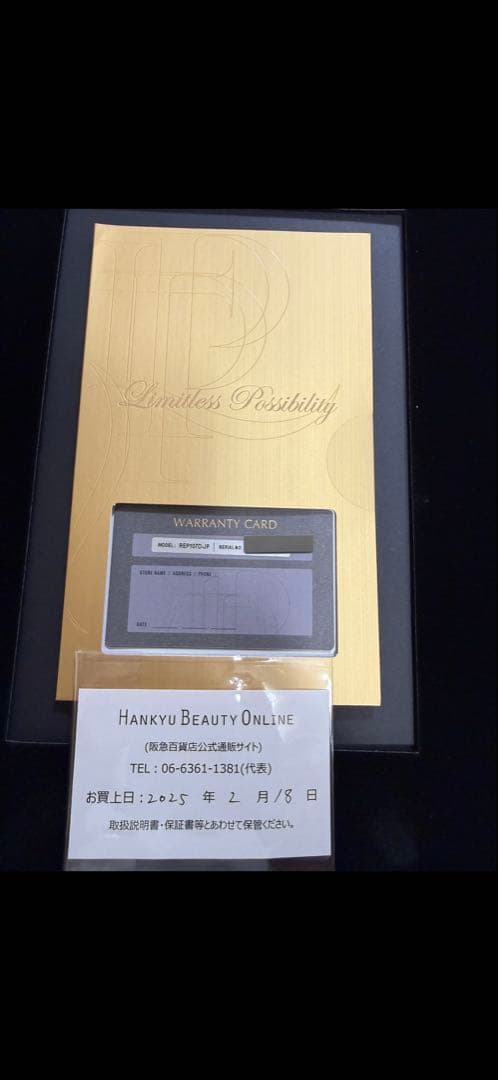 Limitless Possibility
WARRANTY CARD
MODEL: REP107D-JP | SERIAL NO
STORE NAME / ADDRESS / PHONE
DATE
HANKYU BEAUTY ONLINE
(阪急百貨店公式通販サイト)
TEL：06-6361-1381(代表)
お買上日：2025 年 2 月 18 日
取扱説明書・保証書等とあわせて保管ください。